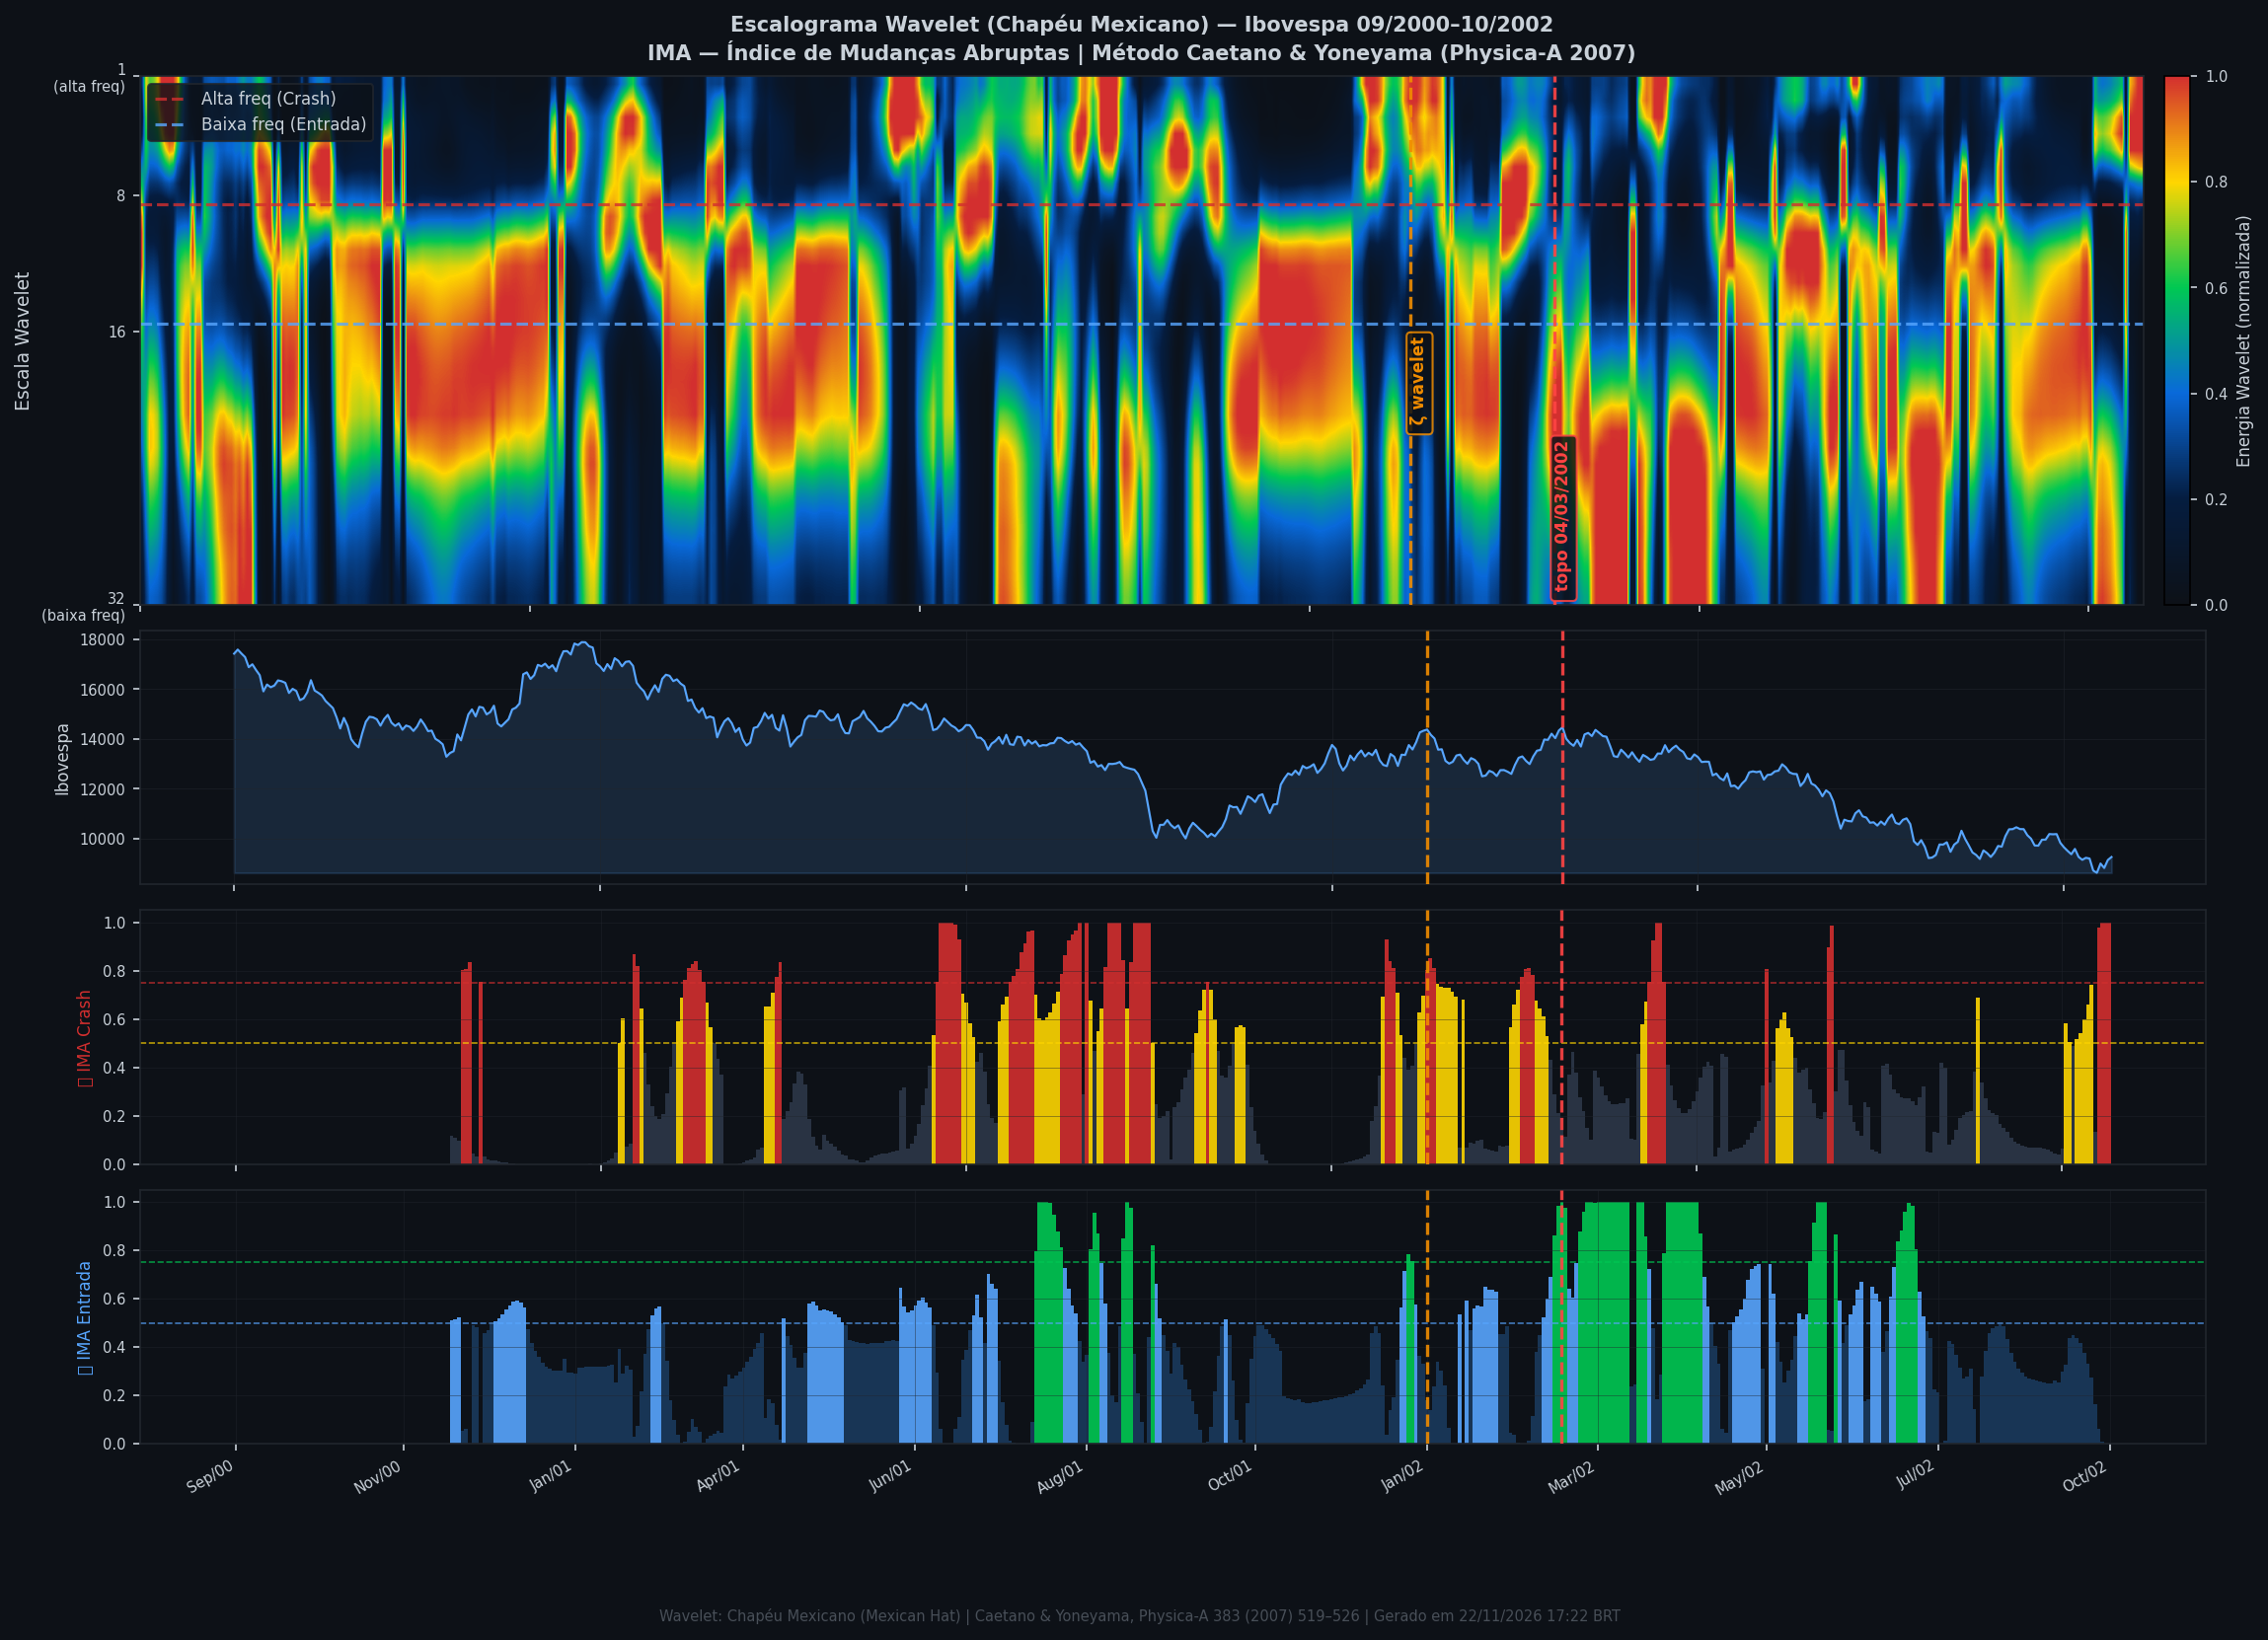 Escalograma Wavelet (Chapéu Mexicano) — Ibovespa 09/2000–10/2002
IMA — Índice de Mudanças Abruptas | Método Caetano & Yoneyama (Physica-A 2007)
1
(alta freq)
8
16
32
(baixa freq)
Escala Wavelet
Alta freq (Crash)
Baixa freq (Entrada)
ζ wavelet
topo 04/03/2002
1.0
0.8
0.6
0.4
0.2
0.0
Energia Wavelet (normalizada)
18000
16000
14000
12000
10000
Ibovespa
1.0
0.8
0.6
0.4
0.2
0.0
IMA Crash
1.0
0.8
0.6
0.4
0.2
0.0
IMA Entrada
Sep/00
Nov/00
Jan/01
Apr/01
Jun/01
Aug/01
Oct/01
Jan/02
Mar/02
May/02
Jul/02
Oct/02
Wavelet: Chapéu Mexicano (Mexican Hat) | Caetano & Yoneyama, Physica-A 383 (2007) 519–526 | Gerado em 22/11/2026 17:22 BRT